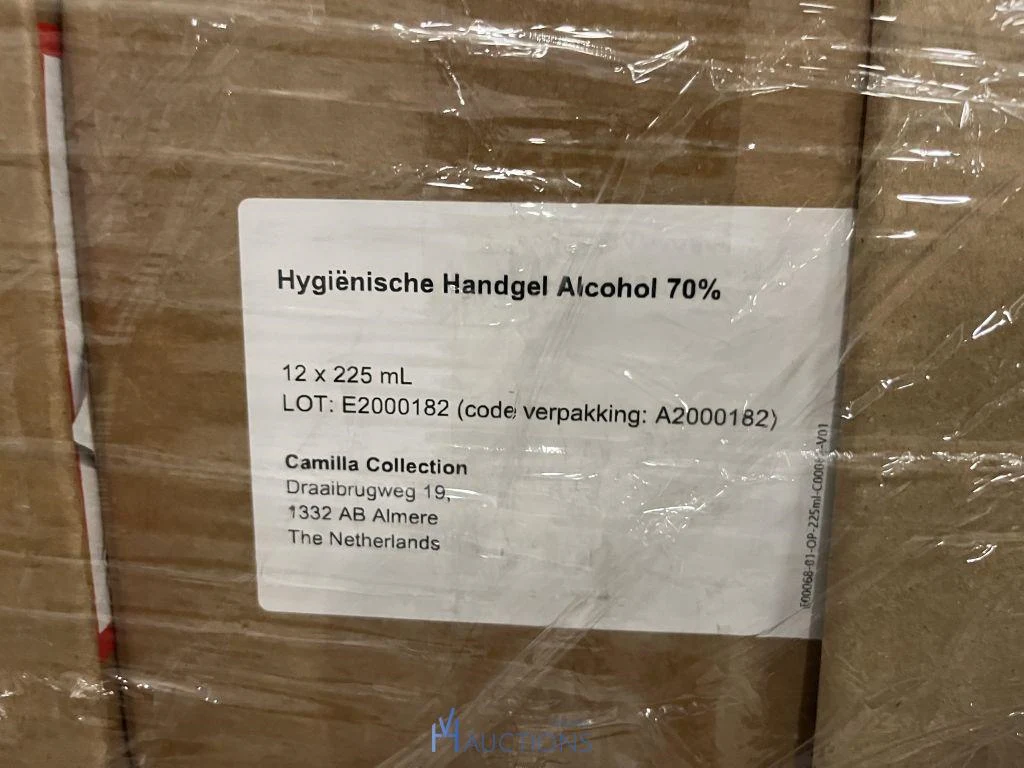 Hygiënische Handgel Alcohol 70%
12 x 225 mL
LOT: E2000182 (code verpakking: A2000182)
Camilla Collection
Draaibrugweg 19,
1332 AB Almere
The Netherlands
AUCTIONS